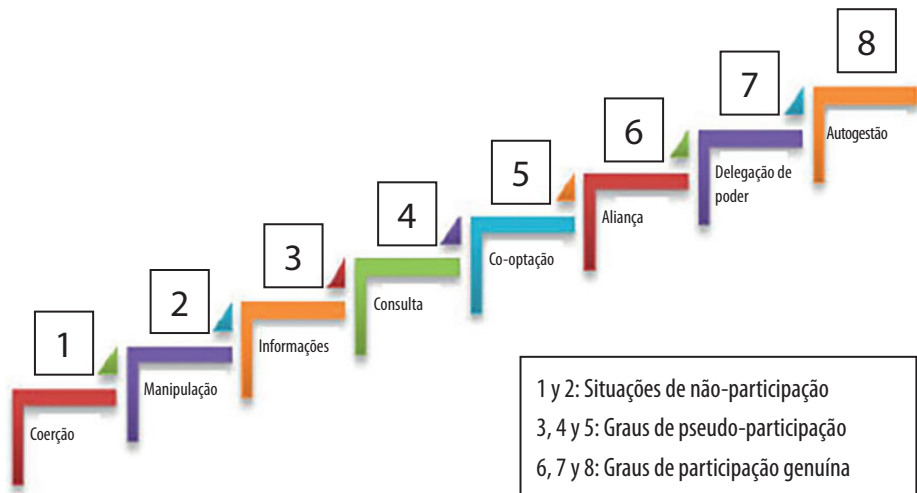 1
Coerção
2
Manipulação
3
Informações
4
Consulta
5
Co-optação
6
Aliança
7
Delegação de
poder
8
Autogestão
1 y 2: Situações de não-participação
3, 4 y 5: Graus de pseudo-participação
6, 7 y 8: Graus de participação genuína